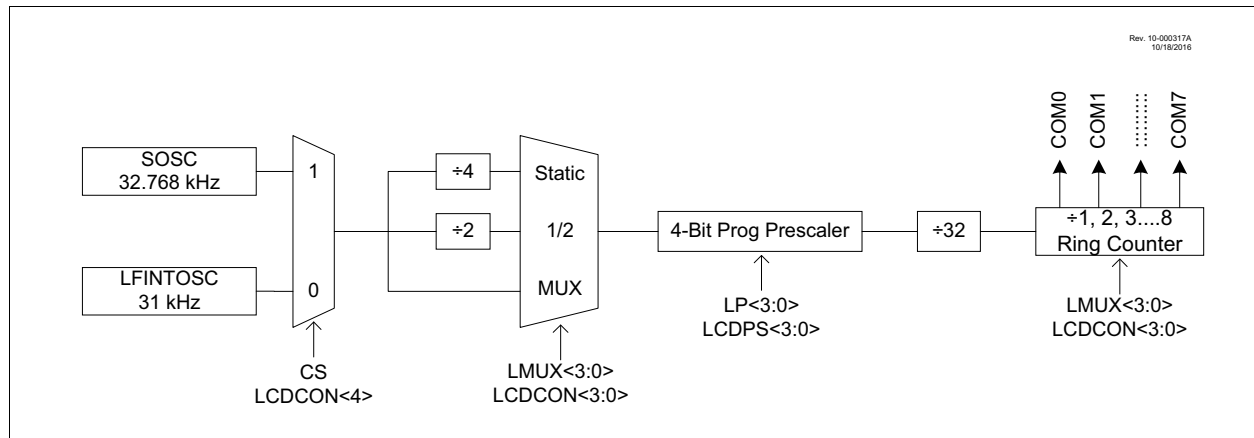 Rev. 10-000317A
10/18/2016
SOSC
32.768 kHz
LFINTOSC
31 kHz
1
0
CS
LCDCON<4>
÷4
÷2
Static
1/2
MUX
LMUX<3:0>
LCDCON<3:0>
4-Bit Prog Prescaler
LP<3:0>
LCDPS<3:0>
÷32
COM0
COM1
COM7
÷1, 2, 3....8
Ring Counter
LMUX<3:0>
LCDCON<3:0>